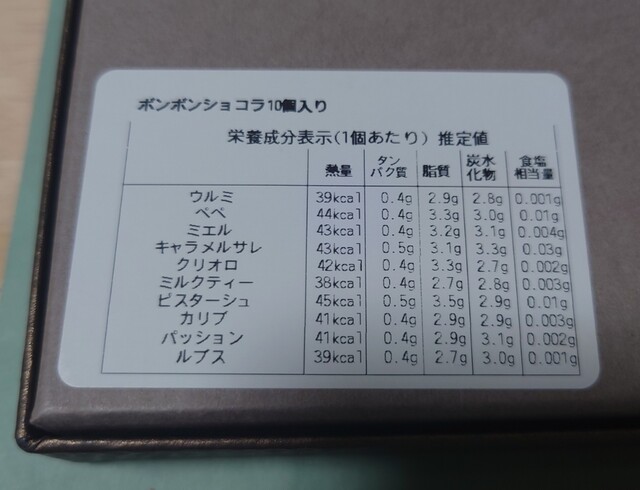 ボンボンショコラ10個入り
栄養成分表示(1個あたり) 推定値
熱量 タンパク質 脂質 炭水化物 食塩相当量
ウルミ 39kcal 0.4g 2.9g 2.8g 0.001g
ベベ 44kcal 0.4g 3.3g 3.0g 0.01g
ミエル 43kcal 0.4g 3.2g 3.1g 0.004g
キャラメルサレ 43kcal 0.5g 3.1g 3.3g 0.03g
クリオロ 42kcal 0.4g 3.3g 2.7g 0.002g
ミルクティー 38kcal 0.4g 2.7g 2.8g 0.003g
ピスターシュ 45kcal 0.5g 3.5g 2.9g 0.01g
カリブ 41kcal 0.4g 2.9g 2.9g 0.003g
パッション 41kcal 0.4g 2.9g 3.1g 0.002g
ルブス 39kcal 0.4g 2.7g 3.0g 0.001g